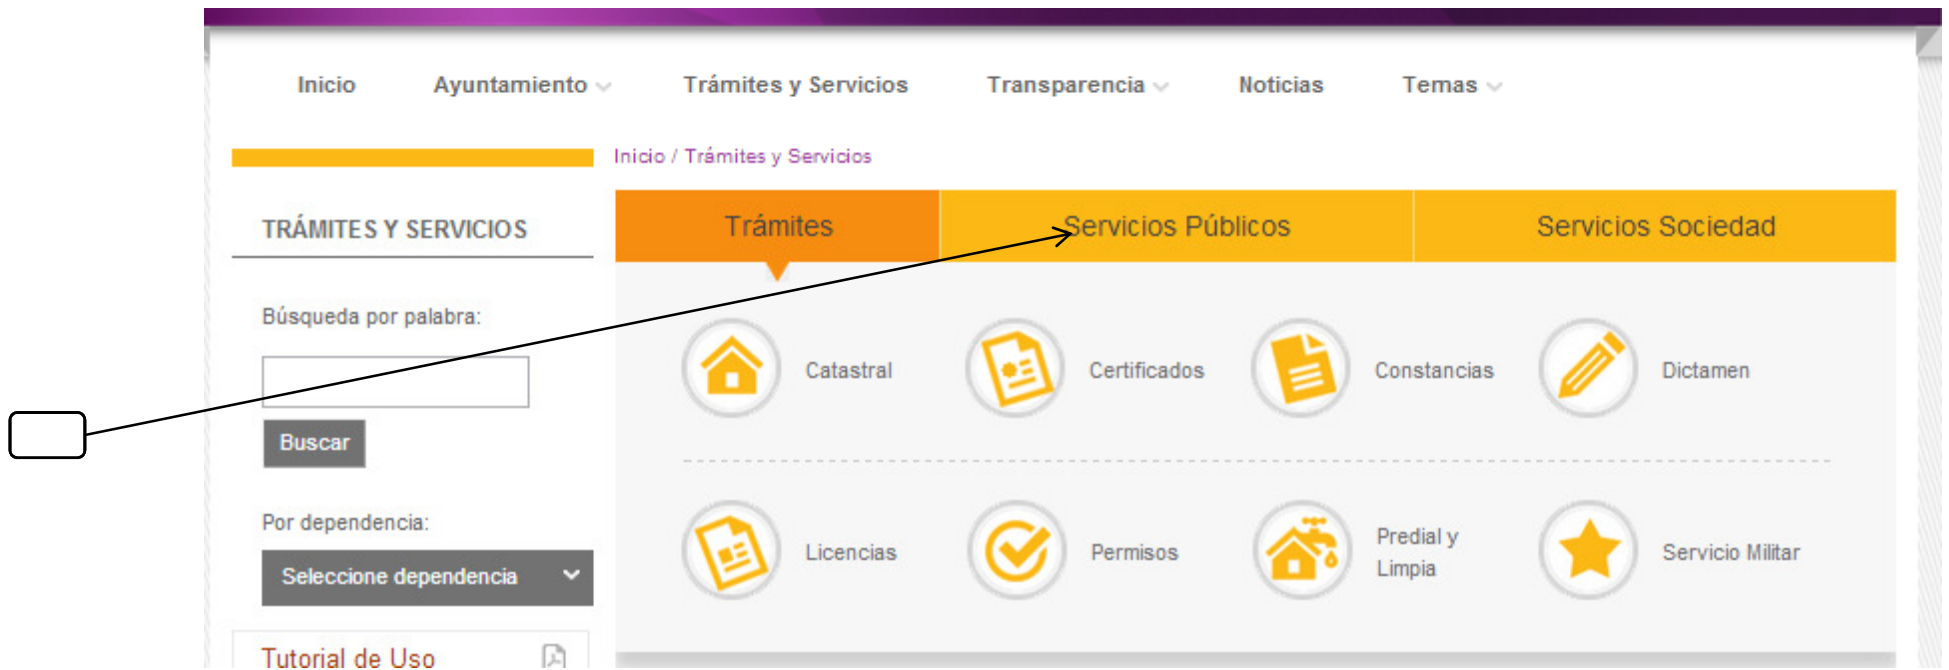 Inicio Ayuntamiento Trámites y Servicios Transparencia Noticias Temas
Inicio / Trámites y Servicios
TRÁMITES Y SERVICIOS
Búsqueda por palabra:
Buscar
Por dependencia:
Seleccione dependencia
Tutorial de Uso
Trámites Servicios Públicos Servicios Sociedad
Catastral Certificados Constancias Dictamen
Licencias Permisos Predial y
Limpia Servicio Militar